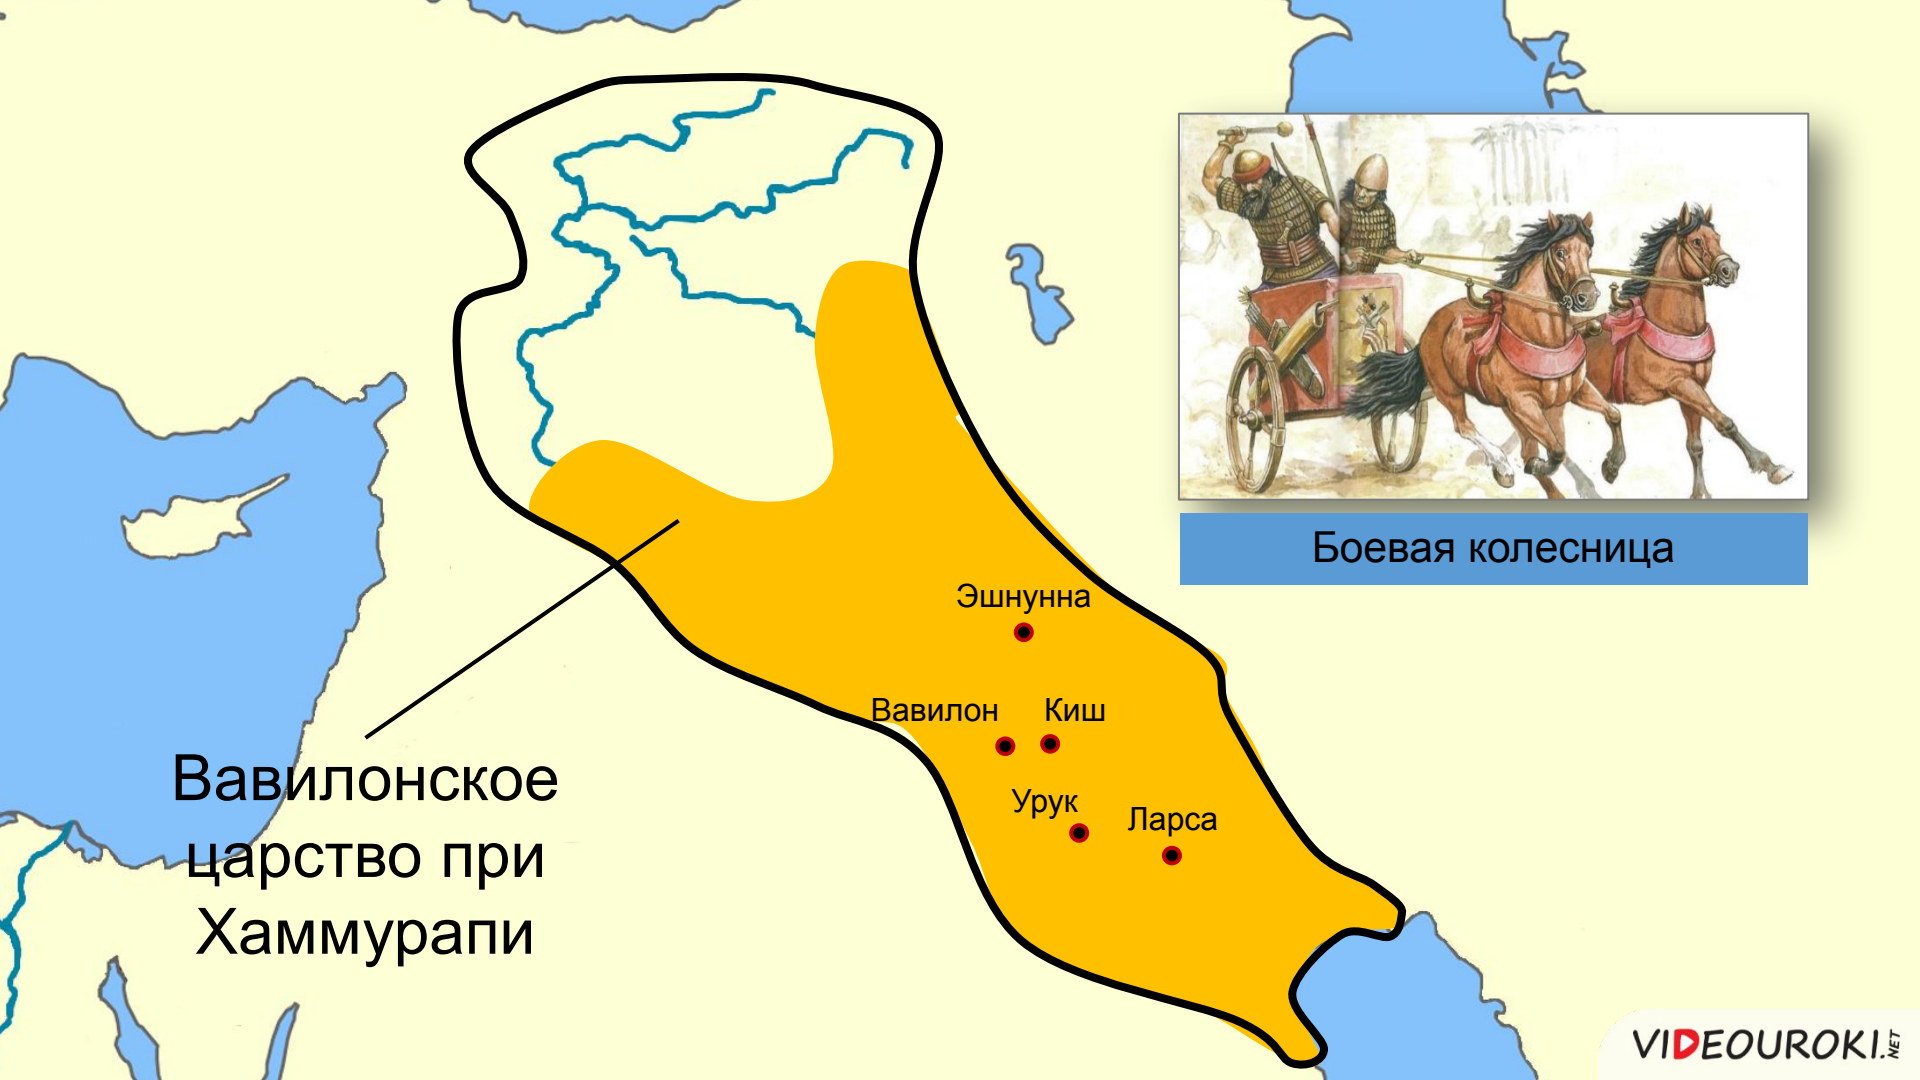 Боевая колесница
Эшнунна
Вавилон
Киш
Урук
Ларса
Вавилонское
царство при
Хаммурапи
VIDEOUROKI.NET